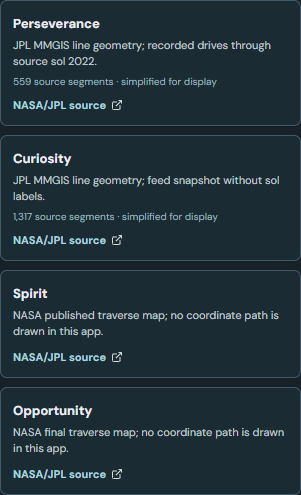 Perseverance
JPL MMGIS line geometry; recorded drives through
source sol 2022.
559 source segments · simplified for display
NASA/JPL source
Curiosity
JPL MMGIS line geometry; feed snapshot without sol
labels.
1,317 source segments · simplified for display
NASA/JPL source
Spirit
NASA published traverse map; no coordinate path is
drawn in this app.
NASA/JPL source
Opportunity
NASA final traverse map; no coordinate path is drawn
in this app.
NASA/JPL source